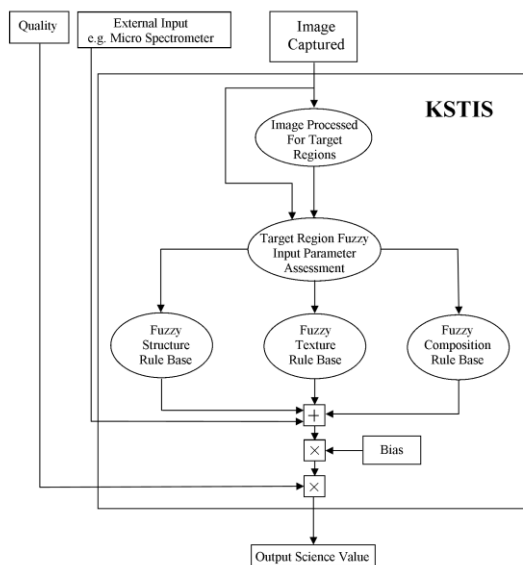 Quality
External Input
e.g. Micro Spectrometer
Image
Captured
KSTIS
Image Processed
For Target
Regions
Target Region Fuzzy
Input Parameter
Assessment
Fuzzy
Structure
Rule Base
Fuzzy
Texture
Rule Base
Fuzzy
Composition
Rule Base
+
×
Bias
×
Output Science Value